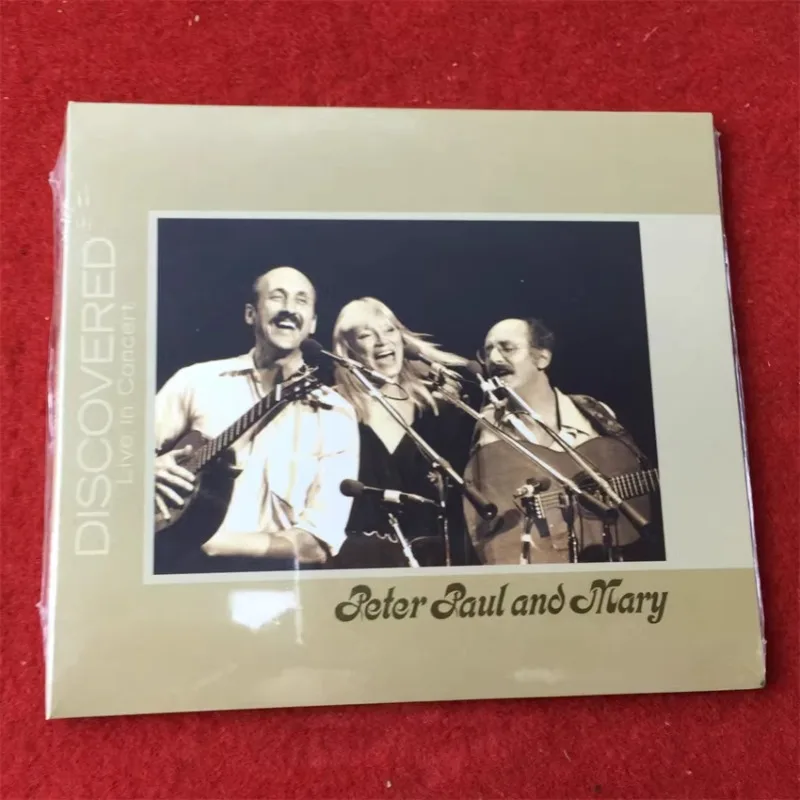 DISCOVERED
Live in Concert
Peter Paul and Mary